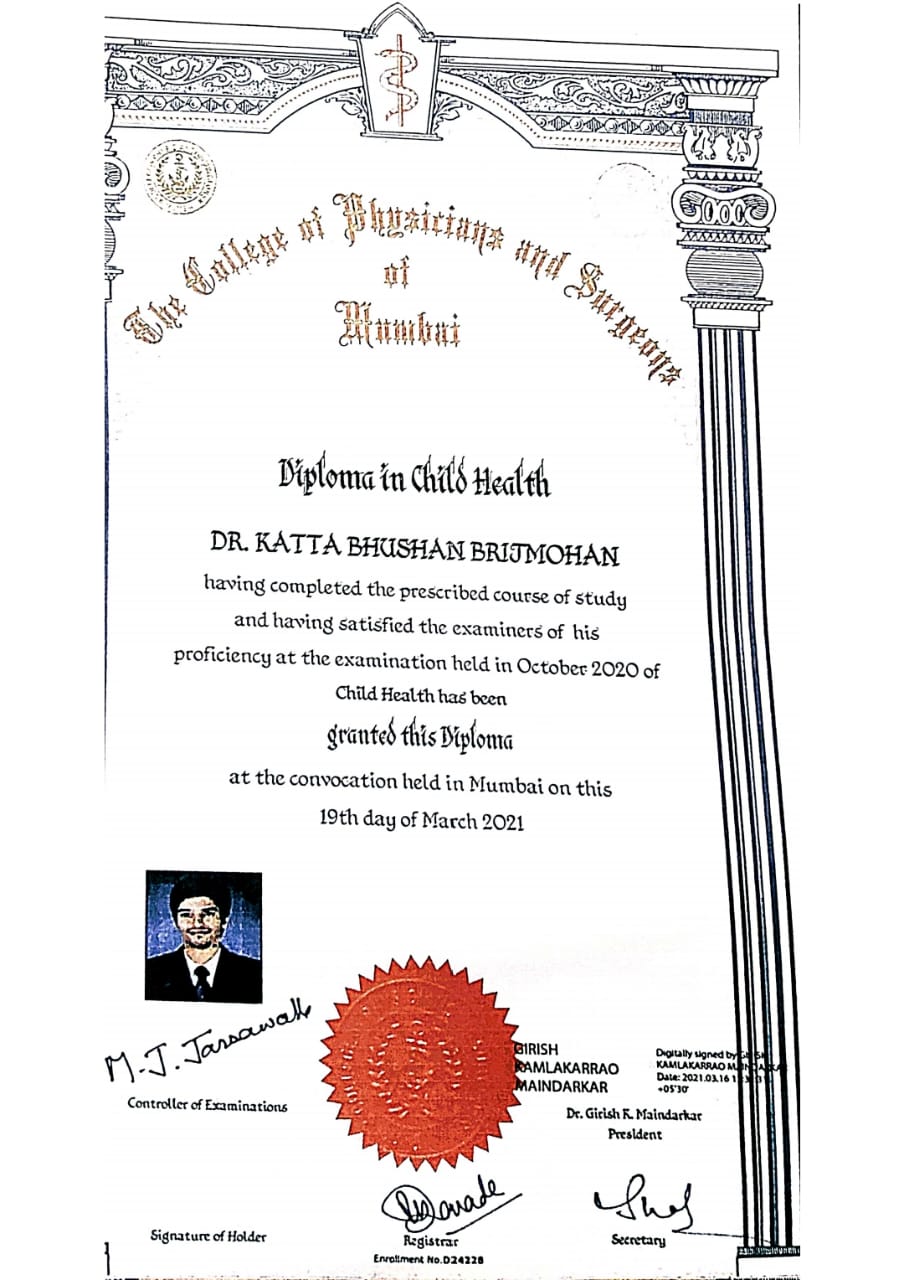 The College of Physicians and Surgeons
of
Mumbai
Diploma in Child Health
DR. KATTA BHUSHAN BRIJMOHAN
having completed the prescribed course of study
and having satisfied the examiners of his
proficiency at the examination held in October 2020 of
Child Health has been
granted this Diploma
at the convocation held in Mumbai on this
19th day of March 2021
M.J. Jassawalla
Controller of Examinations
GIRISH
KAMLAKARRAO
MAINDARKAR
Digitally signed by GIRISH
KAMLAKARRAO MAINDARKAR
Date: 2021.03.16
+05'30'
Dr. Girish K. Maindarkar
President
Signature of Holder
Registrar
Enrollment No.D24228
Secretary